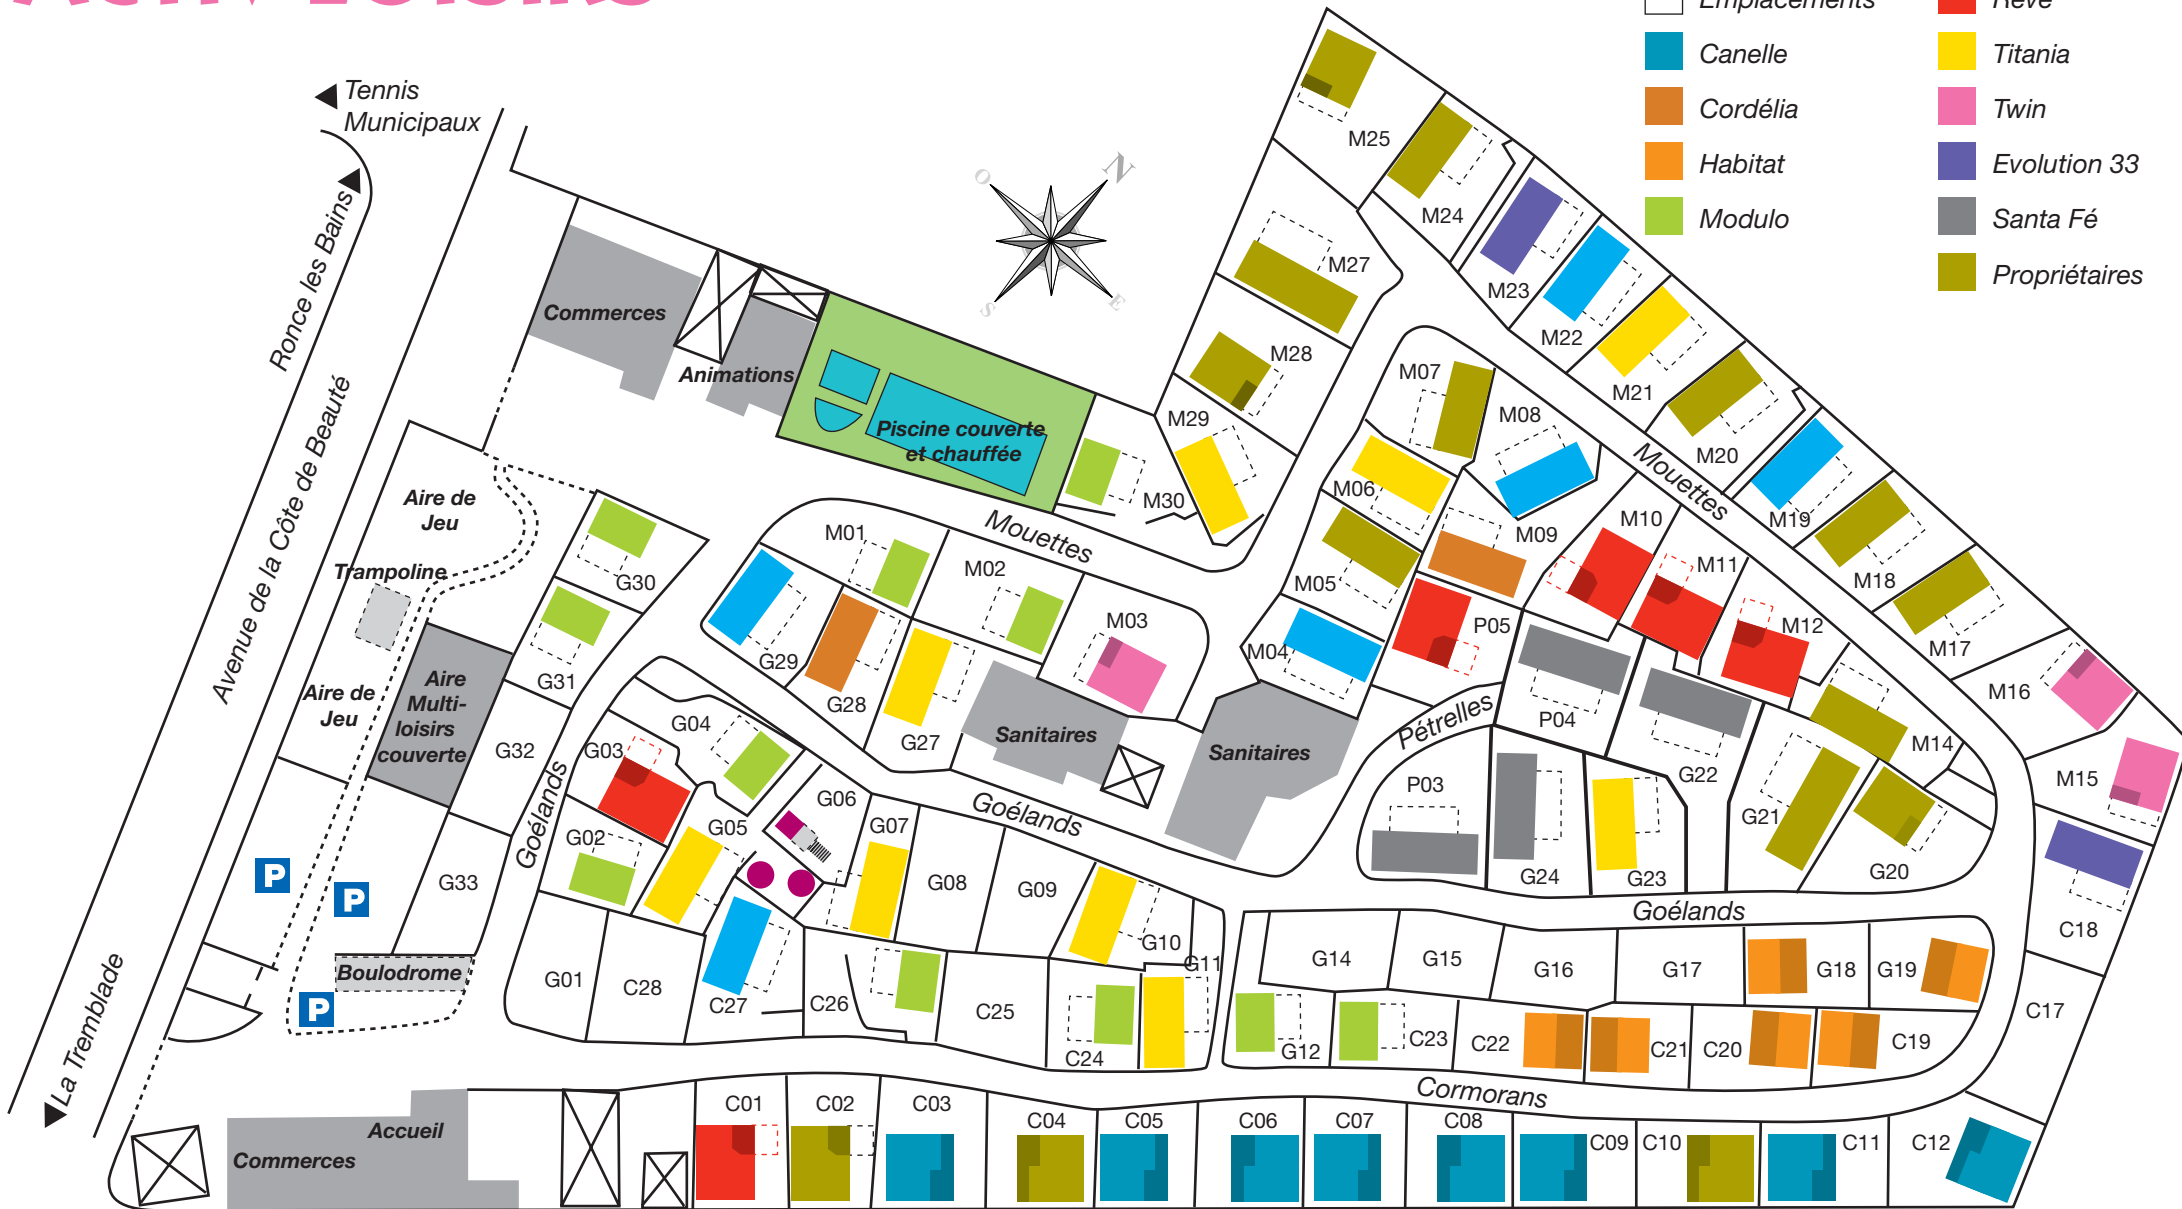 Activ'Loisirs
Emplacements
Rêve
Canelle
Titania
Cordélia
Twin
Habitat
Evolution 33
Modulo
Santa Fé
Propriétaires
Tennis
Municipaux
Ronce les Bains
Avenue de la Côte de Beauté
La Tremblade
N
O
S
E
Commerces
Animations
Piscine couverte
et chauffée
Aire de
Jeu
Trampoline
Aire de
Jeu
Aire
Multi-
loisirs
couverte
P
P
P
Boulodrome
Accueil
Commerces
Sanitaires
Sanitaires
Mouettes
Mouettes
Goélands
Goélands
Goélands
Pétrelles
Cormorans
M25
M24
M27
M23
M22
M28
M21
M29
M07
M08
M20
M30
M06
M19
M09
M10
M18
M05
M11
M17
M01
M02
M03
M04
M12
M16
M14
M15
P05
P04
P03
G30
G31
G29
G28
G27
G32
G33
G04
G03
G02
G05
G06
G07
G08
G09
G10
G11
G22
G21
G20
G24
G23
G14
G15
G16
G17
G18
G19
G12
G01
C28
C27
C26
C25
C24
C23
C22
C21
C20
C19
C18
C17
C01
C02
C03
C04
C05
C06
C07
C08
C09
C10
C11
C12